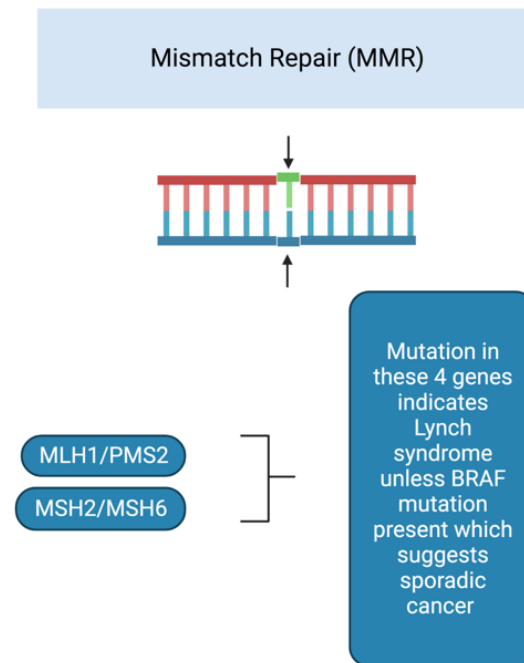 Mismatch Repair (MMR)
MLH1/PMS2
MSH2/MSH6
Mutation in
these 4 genes
indicates
Lynch
syndrome
unless BRAF
mutation
present which
suggests
sporadic
cancer